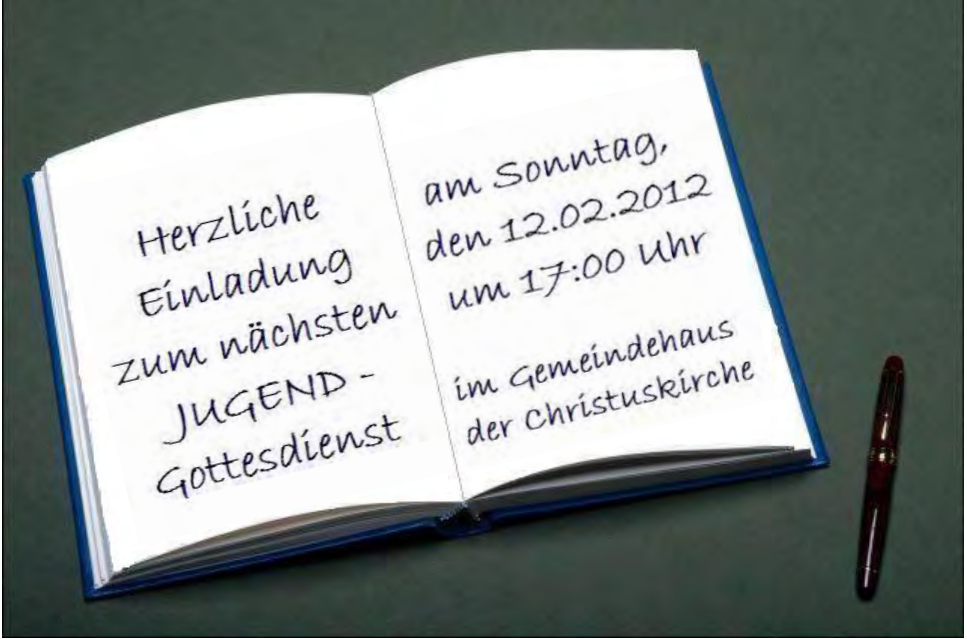 Herzliche
Einladung
zum nächsten
JUGEND -
Gottesdienst
am Sonntag,
den 12.02.2012
um 17:00 Uhr
im Gemeindehaus
der Christuskirche